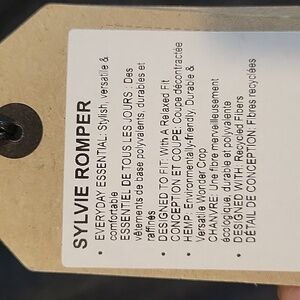 SYLVIE ROMPER
• EVERYDAY ESSENTIAL: Stylish, versatile &
comfortable
ESSENTIEL DE TOUS LES JOURS : Des
vêtements de base polyvalents, durables et
raffinés
• DESIGNED TO FIT: With A Relaxed Fit
CONCEPTION ET COUPE: Coupe décontractée
• HEMP: Environmentally-friendly, Durable &
Versatile Wonder Crop
CHANVRE: Une fibre merveilleusement
écologique, durable et polyvalente
• DESIGNED WITH: Recycled Fibers
DÉTAIL DE CONCEPTION: Fibres recyclées